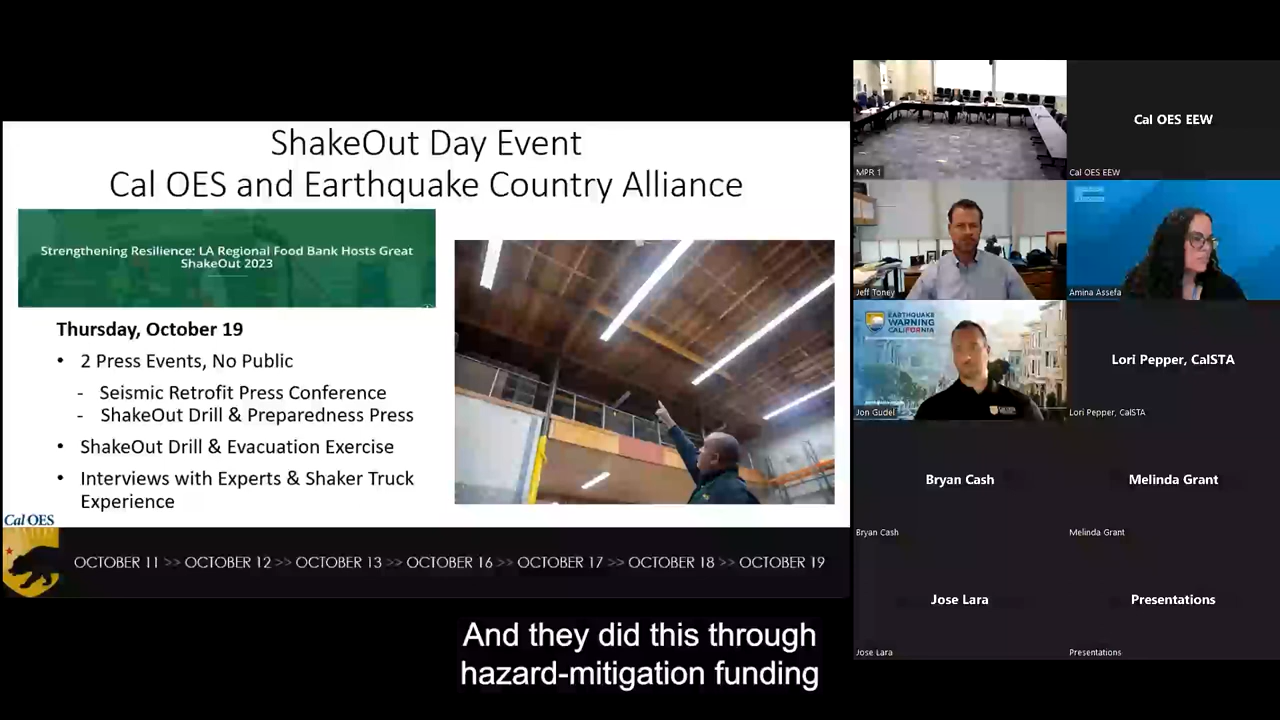 ShakeOut Day Event
Cal OES and Earthquake Country Alliance
Strengthening Resilience: LA Regional Food Bank Hosts Great
ShakeOut 2023
Thursday, October 19
• 2 Press Events, No Public
- Seismic Retrofit Press Conference
- ShakeOut Drill & Preparedness Press
• ShakeOut Drill & Evacuation Exercise
• Interviews with Experts & Shaker Truck
Experience
Cal OES
OCTOBER 11 >> OCTOBER 12 >> OCTOBER 13 >> OCTOBER 16 >> OCTOBER 17 >> OCTOBER 18 >> OCTOBER 19
MPR 1
Cal OES EEW
Cal OES EEW
Jeff Toney
Amina Assefa
EARTHQUAKE
WARNING
CALIFORNIA
Jon Gudel
Lori Pepper, CalSTA
Lori Pepper, CalSTA
Bryan Cash
Bryan Cash
Melinda Grant
Melinda Grant
Jose Lara
Jose Lara
Presentations
Presentations
And they did this through
hazard-mitigation funding